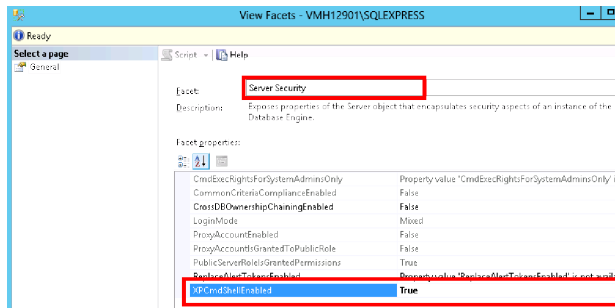 View Facets - VMH12901\SQLEXPRESS
Ready
Select a page
General
Script Help
Facet: Server Security
Description: Exposes properties of the Server object that encapsulates security aspects of an instance of the
Database Engine.
Facet properties:
CmdExecRightsForSystemAdminsOnly Property value 'CmdExecRightsForSystemAdminsOnly' i
CommonCriteriaComplianceEnabled False
CrossDBOwnershipChainingEnabled False
LoginMode Mixed
ProxyAccountEnabled False
ProxyAccountIsGrantedToPublicRole False
PublicServerRoleIsGrantedPermissions True
ReplaceAlertTokensEnabled Property value 'ReplaceAlertTokensEnabled' is not avail
XPCmdShellEnabled True